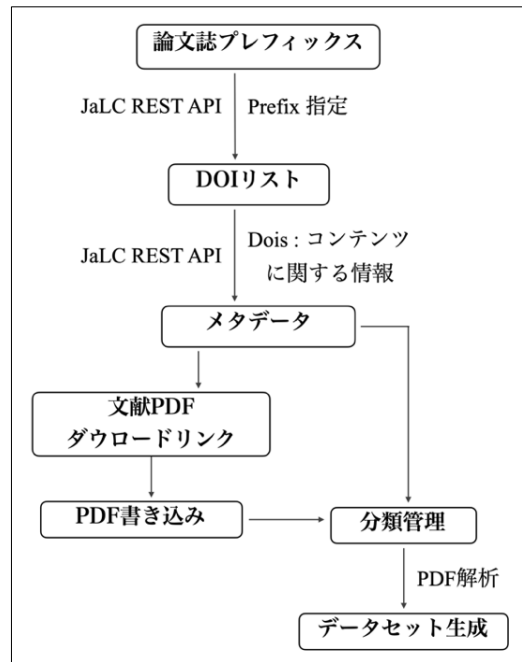 論文誌プレフィックス
JaLC REST API
Prefix 指定
DOIリスト
JaLC REST API
Dois : コンテンツ
に関する情報
メタデータ
文献PDF
ダウロードリンク
PDF書き込み
分類管理
PDF解析
データセット生成